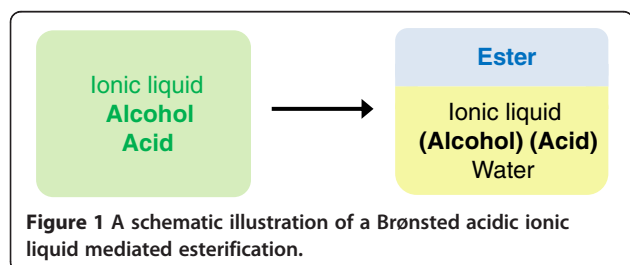 Ionic liquid
Alcohol
Acid
Ester
Ionic liquid
(Alcohol) (Acid)
Water
Figure 1 A schematic illustration of a Brønsted acidic ionic
liquid mediated esterification.